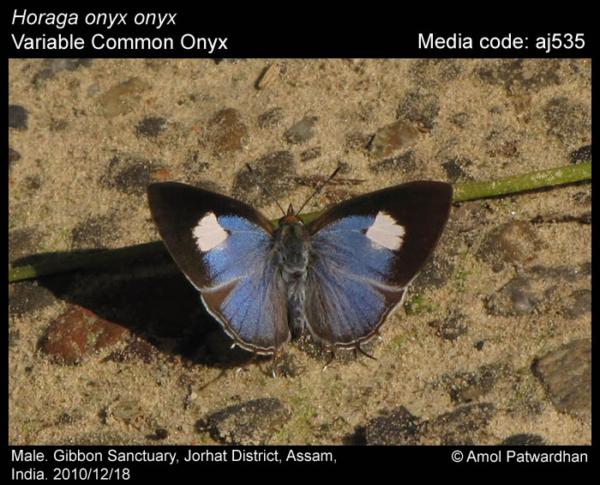 Horaga onyx onyx
Variable Common Onyx
Media code: aj535
Male. Gibbon Sanctuary, Jorhat District, Assam,
India. 2010/12/18
© Amol Patwardhan